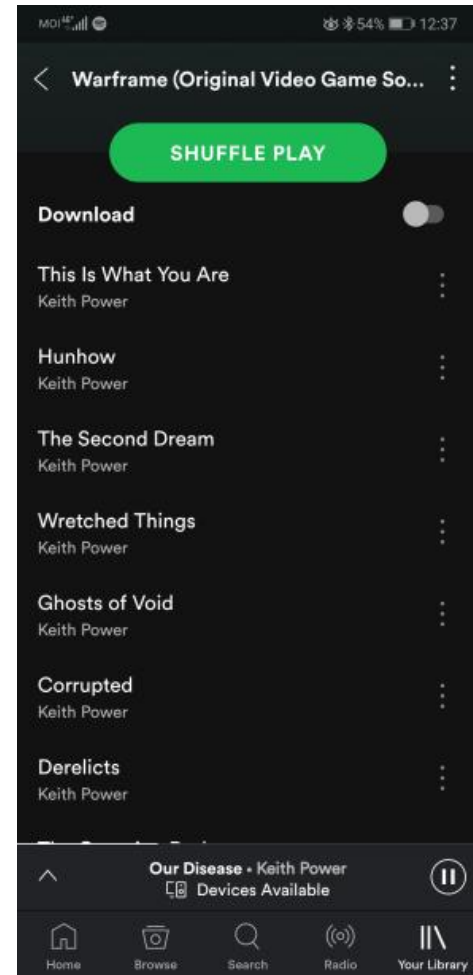 MOI 4G 54% 12:37
Warframe (Original Video Game So...
SHUFFLE PLAY
Download
This Is What You Are
Keith Power
Hunhow
Keith Power
The Second Dream
Keith Power
Wretched Things
Keith Power
Ghosts of Void
Keith Power
Corrupted
Keith Power
Derelicts
Keith Power
Our Disease • Keith Power
Devices Available
Home Browse Search Radio Your Library